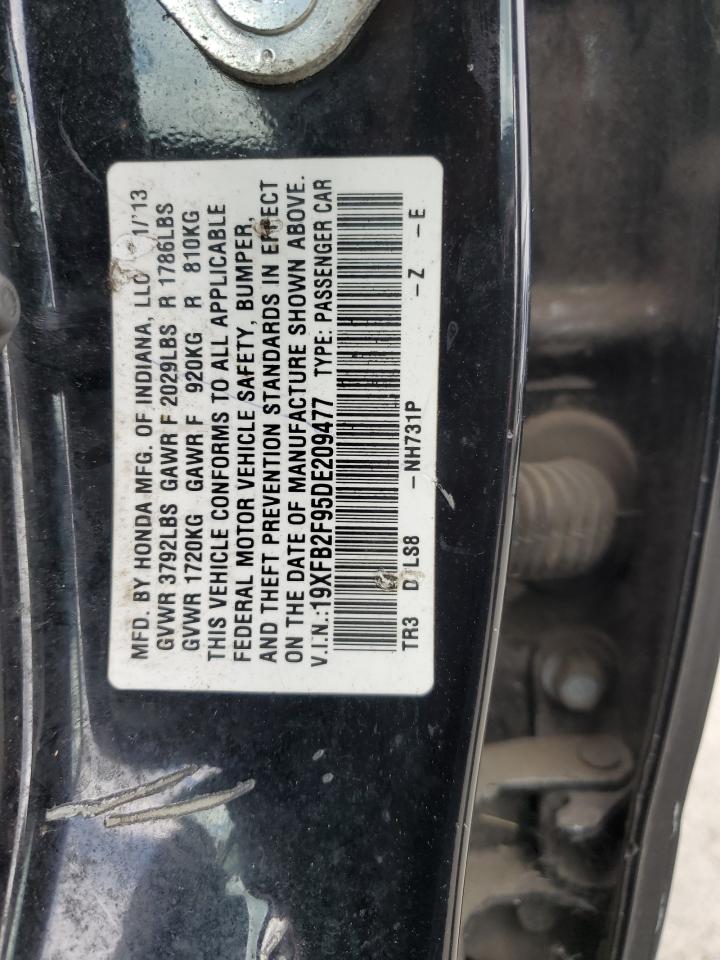 MFD. BY HONDA MFG. OF INDIANA, LLC 1/'13
GVWR 3792LBS GAWR F 2029LBS R 1786LBS
GVWR 1720KG GAWR F 920KG R 810KG
THIS VEHICLE CONFORMS TO ALL APPLICABLE
FEDERAL MOTOR VEHICLE SAFETY, BUMPER,
AND THEFT PREVENTION STANDARDS IN EFFECT
ON THE DATE OF MANUFACTURE SHOWN ABOVE.
V.I.N.:19XFB2F95DE209477 TYPE: PASSENGER CAR
TR3 LS8 -NH731P -Z -E